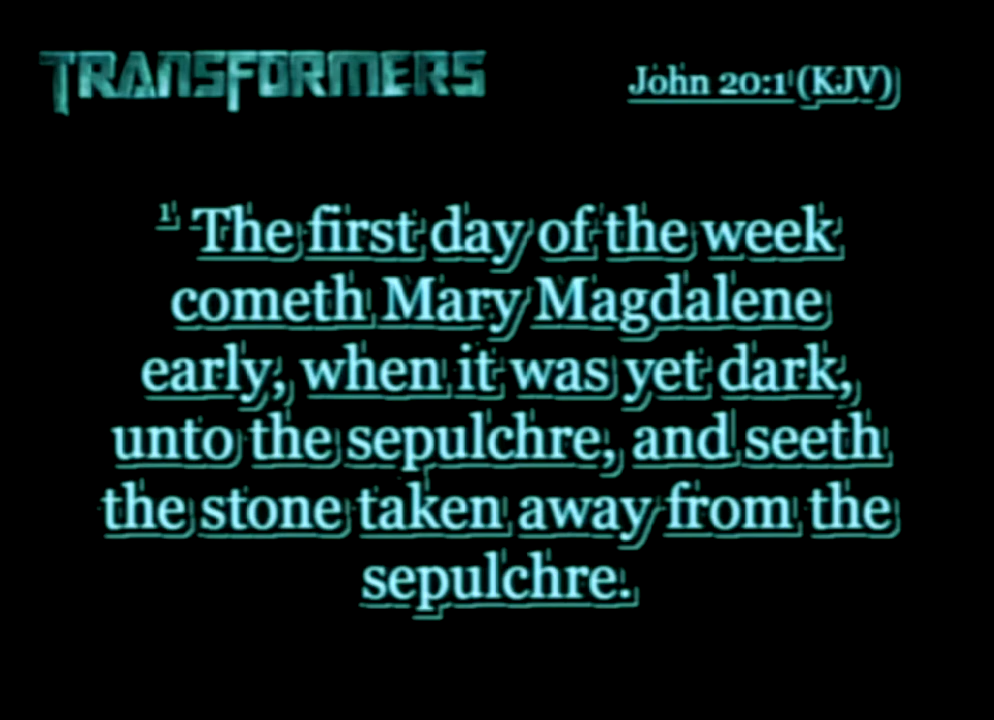 TRANSFORMERS
John 20:1 (KJV)
1 The first day of the week
cometh Mary Magdalene
early, when it was yet dark,
unto the sepulchre, and seeth
the stone taken away from the
sepulchre.